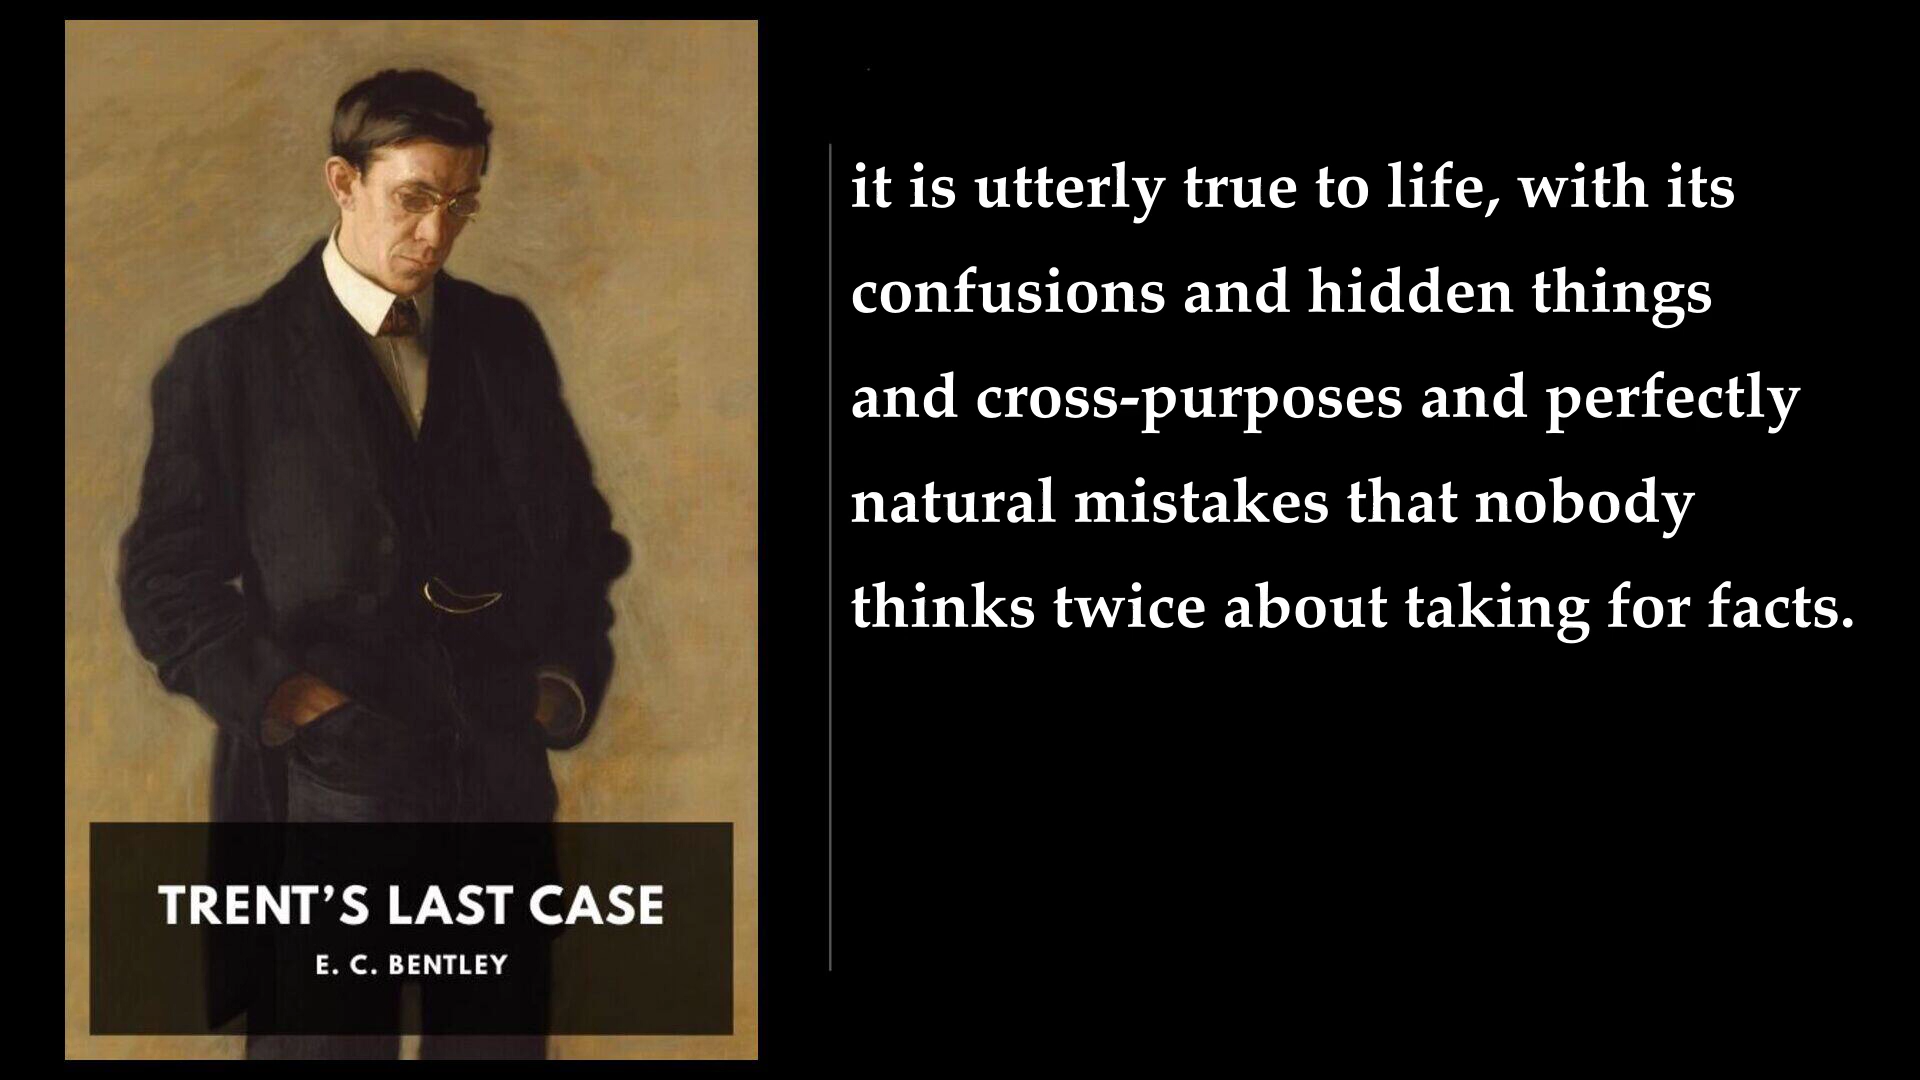 it is utterly true to life, with its
confusions and hidden things
and cross-purposes and perfectly
natural mistakes that nobody
thinks twice about taking for facts.
TRENT’S LAST CASE
E. C. BENTLEY